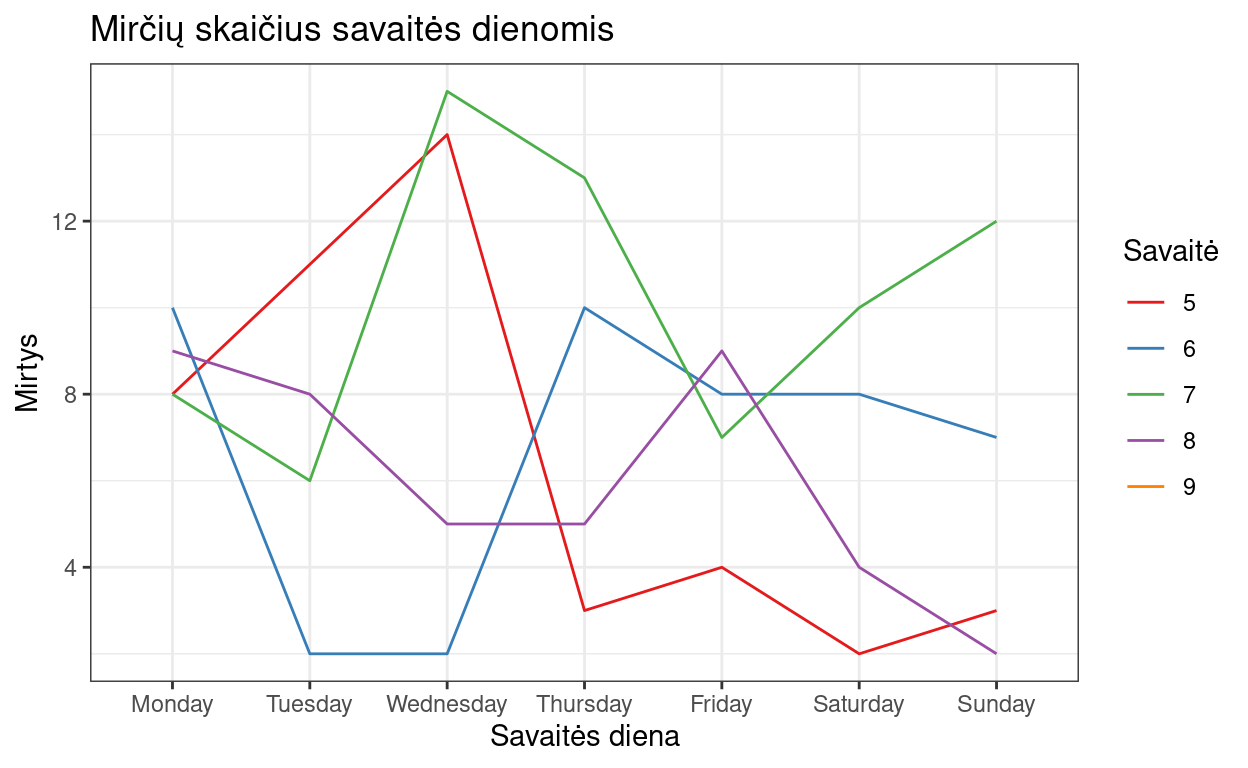 Mirčių skaičius savaitės dienomis
Mirtys
12
8
4
Monday Tuesday Wednesday Thursday Friday Saturday Sunday
Savaitės diena
Savaitė
5
6
7
8
9